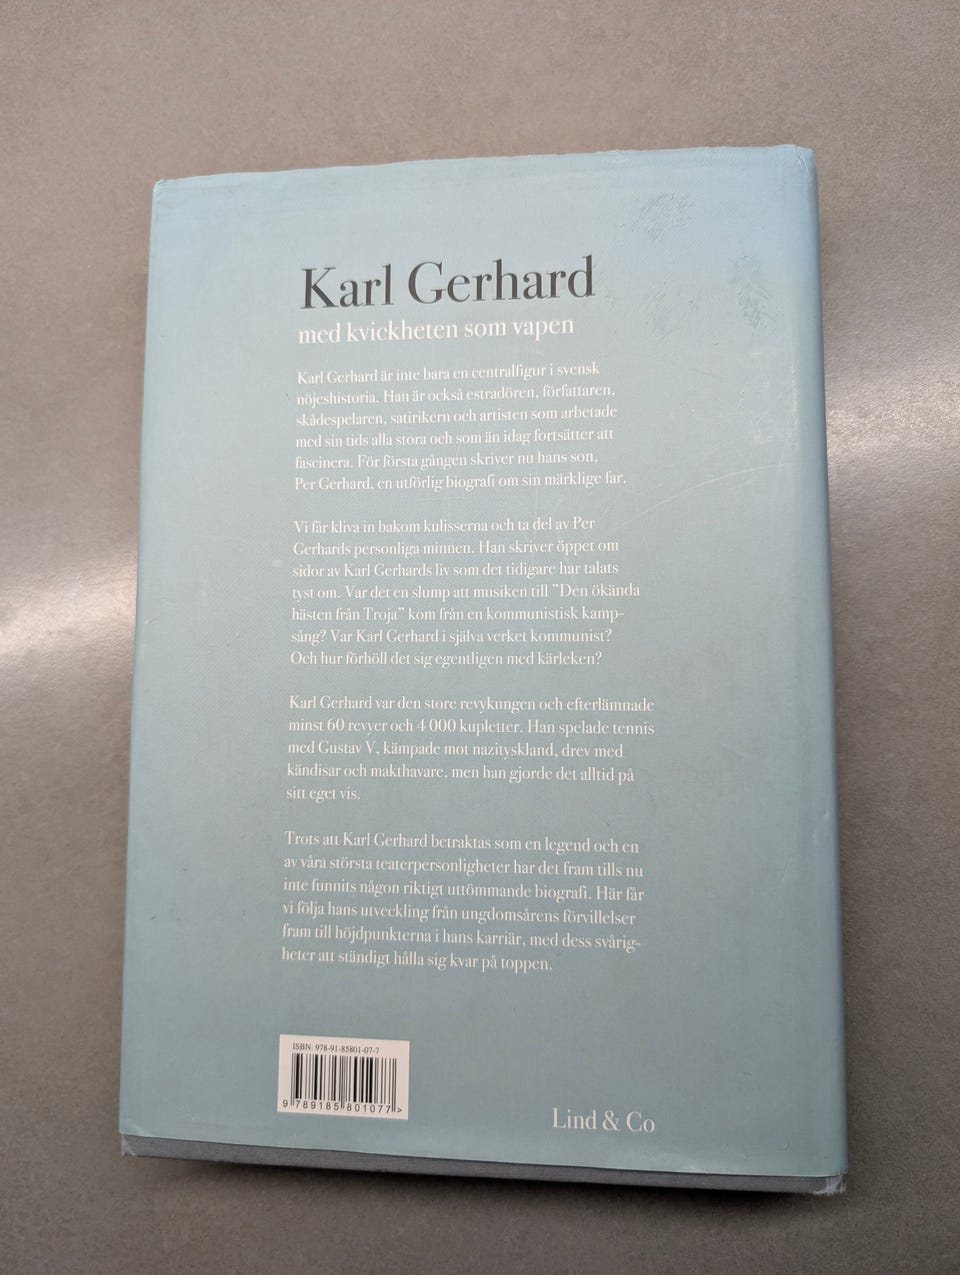 Karl Gerhard
med kvickheten som vapen
Karl Gerhard är inte bara en centralfigur i svensk
nöjeshistoria. Han är också estradören, författaren,
skådespelaren, satirikern och artisten som arbetade
med sin tids alla stora och som än idag fortsätter att
fascinera. För första gången skriver nu hans son,
Per Gerhard, en utförlig biografi om sin märklige far.
Vi får kliva in bakom kulisserna och ta del av Per
Gerhards personliga minnen. Han skriver öppet om
sidor av Karl Gerhards liv som det tidigare har talats
tyst om. Var det en slump att musiken till ”Den ökända
hästen från Troja” kom från en kommunistisk kamp-
sång? Var Karl Gerhard i själva verket kommunist?
Och hur förhöll det sig egentligen med kärleken?
Karl Gerhard var den store revykungen och efterlämnade
minst 60 revyer och 4 000 kupletter. Han spelade tennis
med Gustav V, kämpade mot nazityskland, drev med
kändisar och makthavare, men han gjorde det alltid på
sitt eget vis.
Trots att Karl Gerhard betraktas som en legend och en
av våra största teaterpersonligheter har det fram tills nu
inte funnits någon riktigt uttömmande biografi. Här får
vi följa hans utveckling från ungdomsårens förvillelser
fram till höjdpunkterna i hans karriär, med dess svårig-
heter att ständigt hålla sig kvar på toppen.
ISBN: 978-91-85801-07-7
9 789185 801077 >
Lind & Co